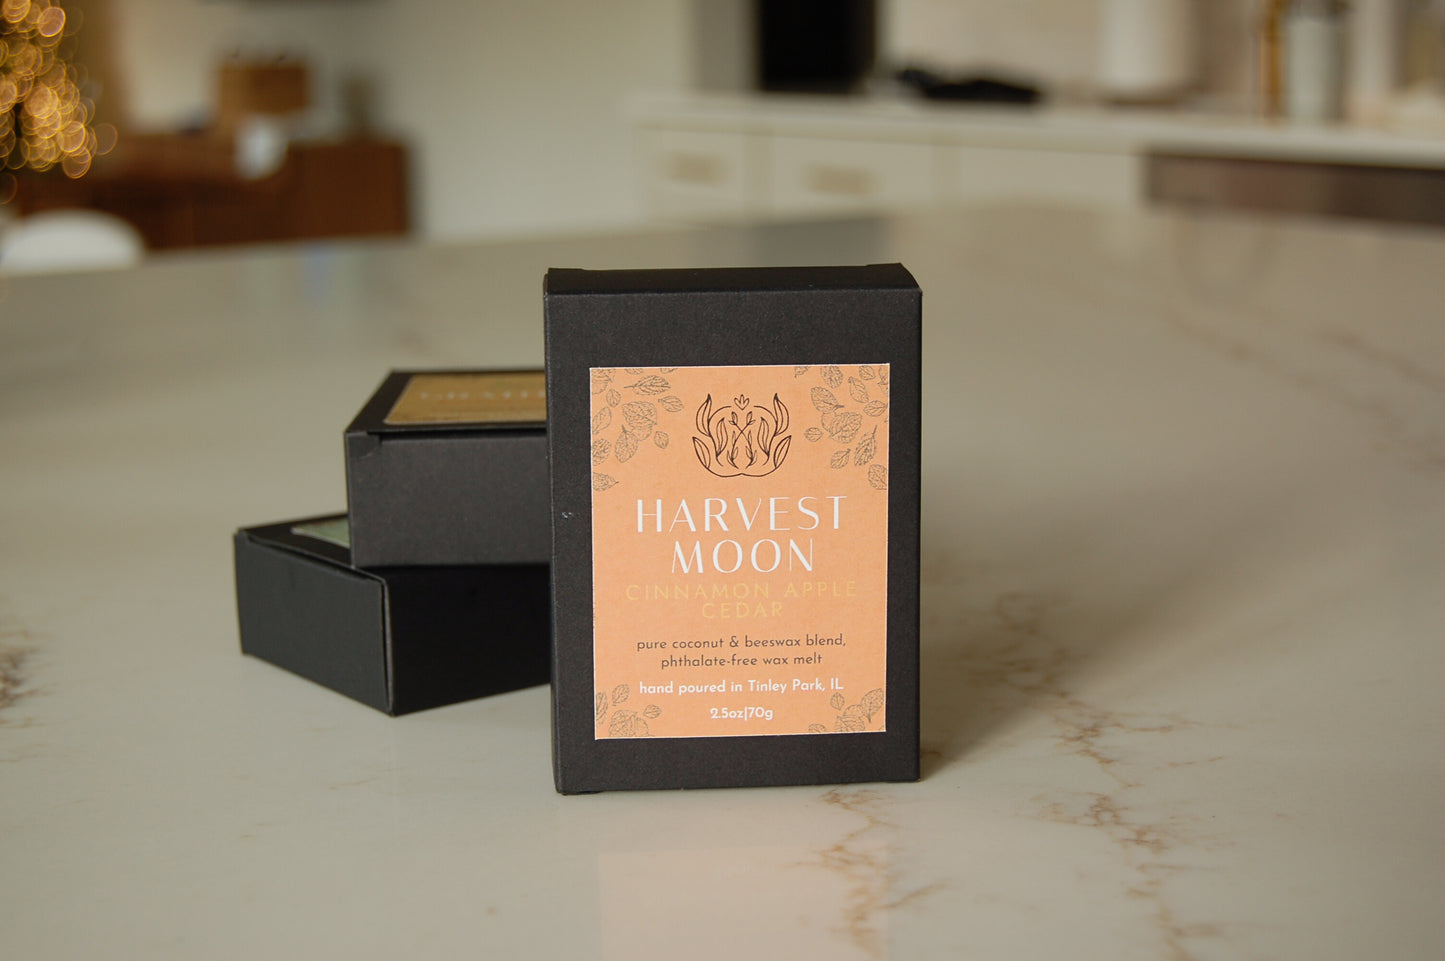 HARVEST
MOON
CINNAMON APPLE
CEDAR
pure coconut & beeswax blend,
phthalate-free wax melt
hand poured in Tinley Park, IL
2.5oz|70g